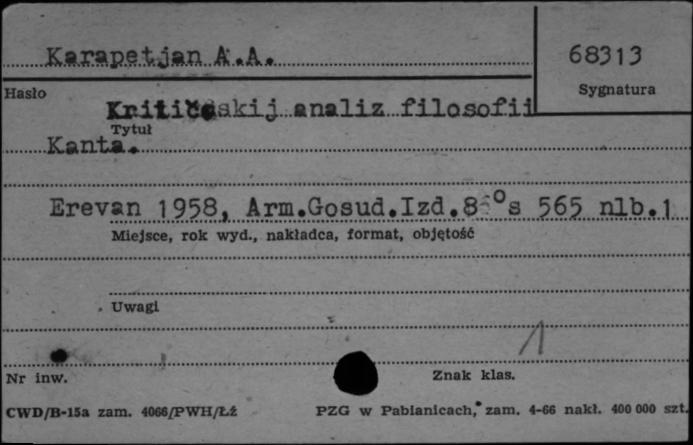 Karapetjan A.A.
68313
Hasło
Sygnatura
Kritičeskij analiz filosofii
Tytuł
Kanta.
Erevan 1958, Arm.Gosud.Izd.8°s 565 nlb.1
Miejsce, rok wyd., nakładca, format, objętość
Uwagi
1
Nr inw.
Znak klas.
CWD/B-15a zam. 4066/PWH/Łź
PZG w Pabianicach, zam. 4-66 nakł. 400 000 szt.